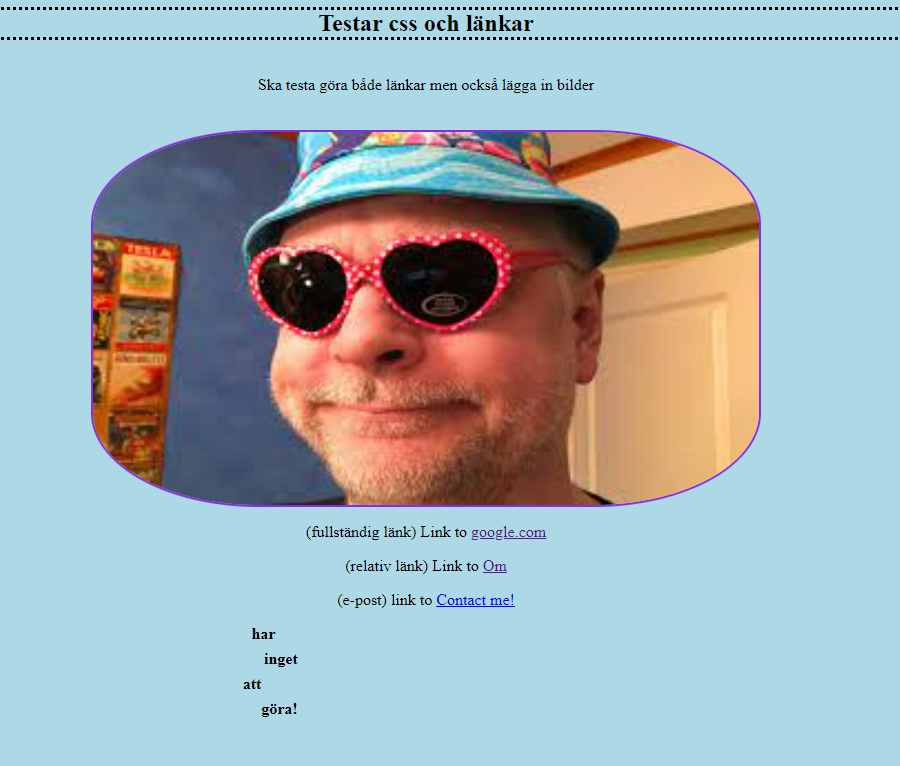 Testar css och länkar
Ska testa göra både länkar men också lägga in bilder
TESLA
(fullständig länk) Link to google.com
(relativ länk) Link to Om
(e-post) link to Contact me!
har
inget
att
göra!